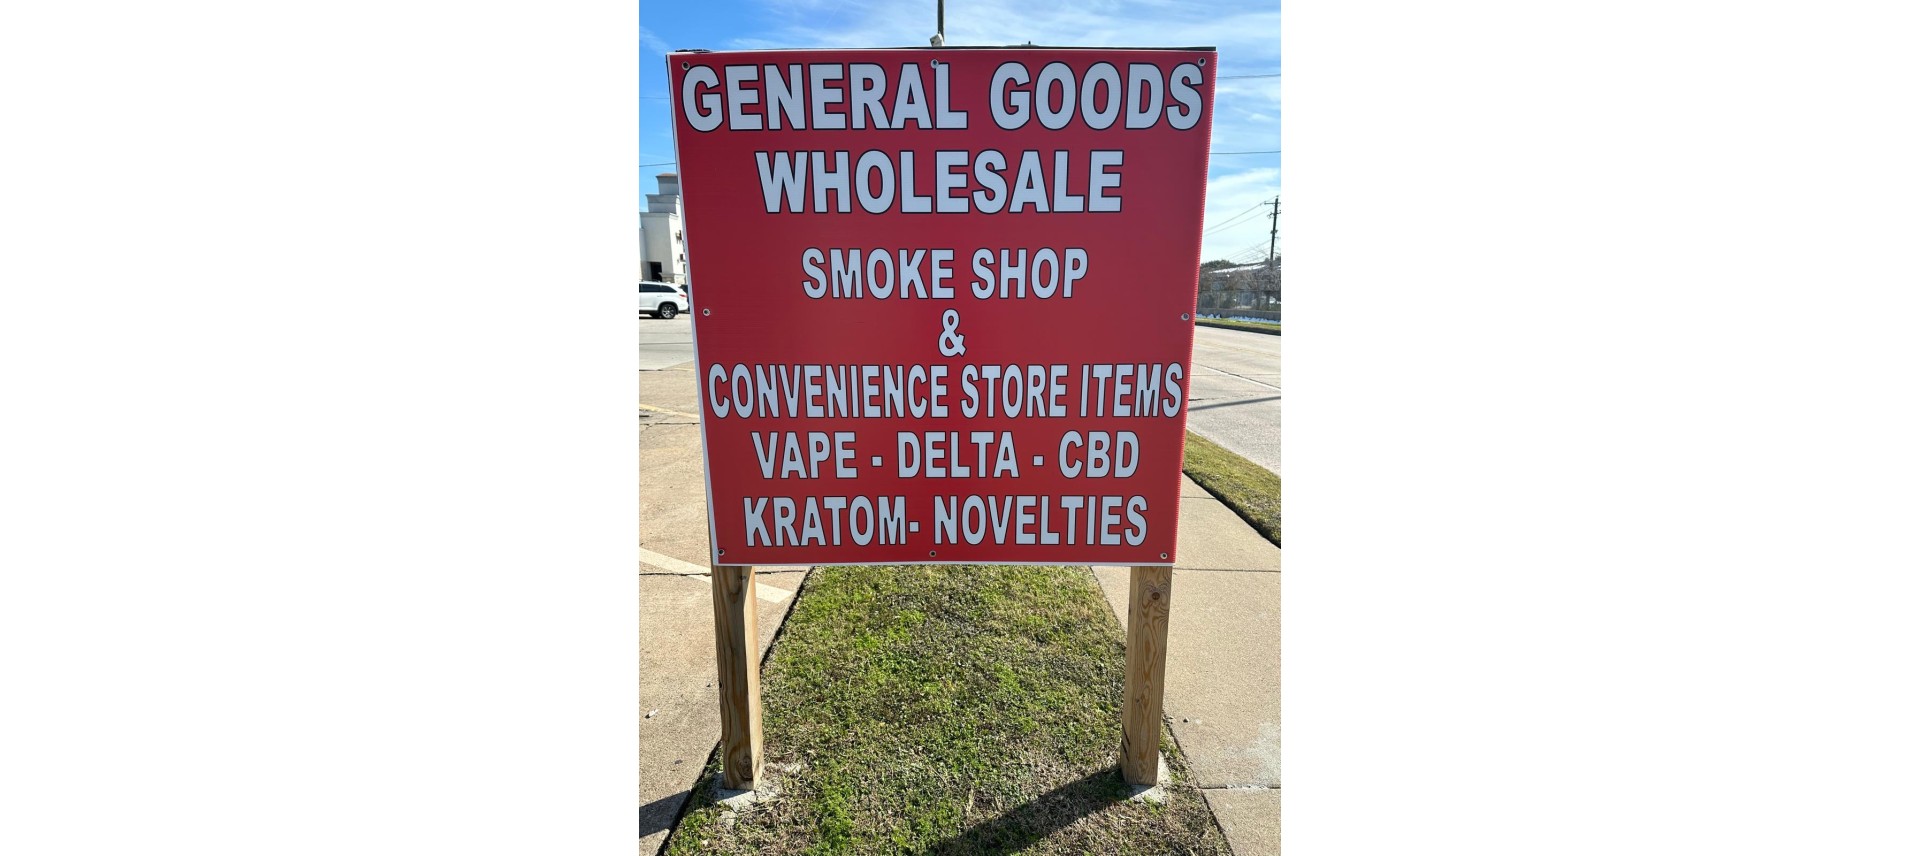 GENERAL GOODS
WHOLESALE
SMOKE SHOP
&
CONVENIENCE STORE ITEMS
VAPE - DELTA - CBD
KRATOM- NOVELTIES